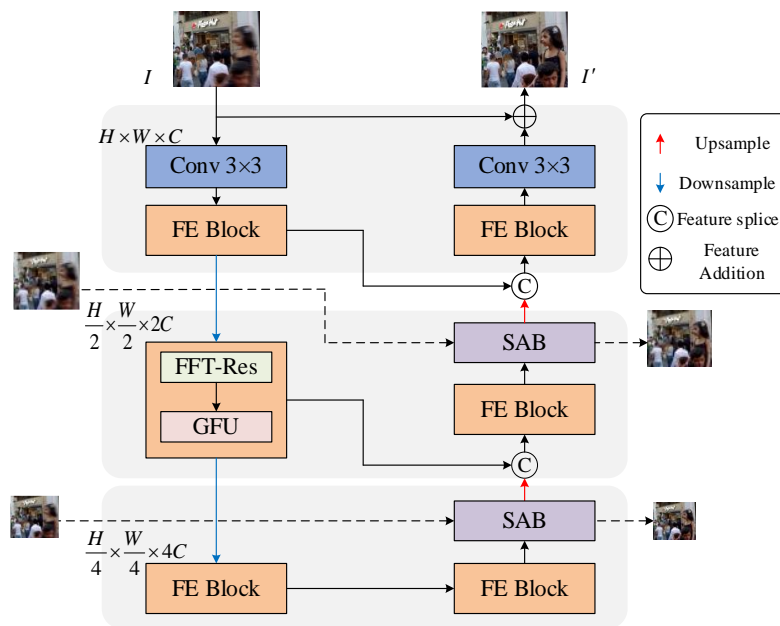 I
I′
H×W×C
Conv 3×3
Conv 3×3
FE Block
FE Block
C
H/2 × W/2 × 2C
SAB
FFT-Res
GFU
FE Block
C
SAB
H/4 × W/4 × 4C
FE Block
FE Block
Upsample
Downsample
C Feature splice
Feature
Addition